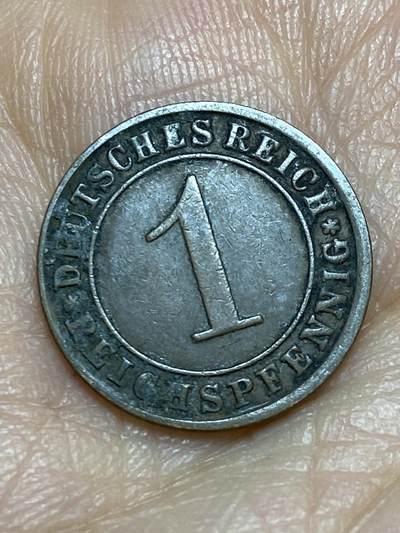 DEUTSCHES REICH
1
REICHSPFENNIG